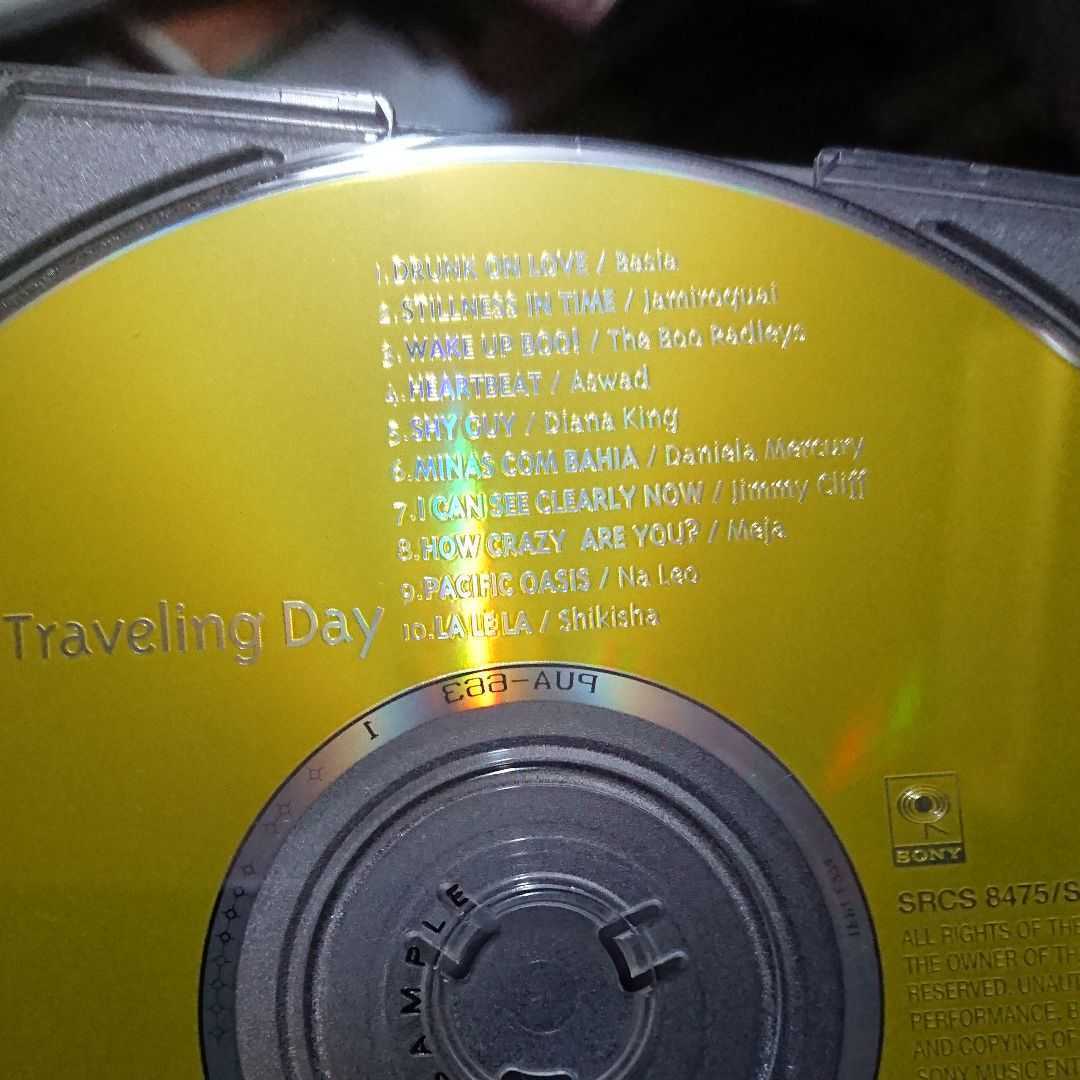 1.DRUNK ON LOVE / Basia
2.STILLNESS IN TIME / Jamiroquai
3.WAKE UP BOO! / The Boo Radleys
4.HEARTBEAT / Aswad
5.SHY GUY / Diana King
6.MINAS COM BAHIA / Daniela Mercury
7.I CAN SEE CLEARLY NOW / Jimmy Cliff
8.HOW CRAZY ARE YOU? / Meja
9.PACIFIC OASIS / Na Leo
10.LA LE LA / Shikisha
Traveling Day
PUA-663 1
SONY
SRCS 8475/S
ALL RIGHTS OF THE
THE OWNER OF TH
RESERVED. UNAUT
PERFORMANCE, B
AND COPYING OF
SONY MUSIC ENT
AMPLE